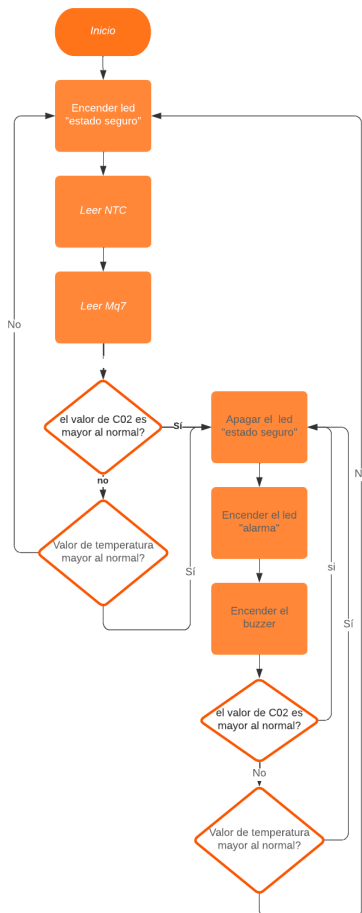 Inicio
Encender led
"estado seguro"
Leer NTC
Leer Mq7
No
el valor de C02 es
mayor al normal?
Sí
Apagar el led
"estado seguro"
no
Valor de temperatura
mayor al normal?
Sí
Encender el led
"alarma"
Encender el
buzzer
si
Sí
N
el valor de C02 es
mayor al normal?
No
Valor de temperatura
mayor al normal?